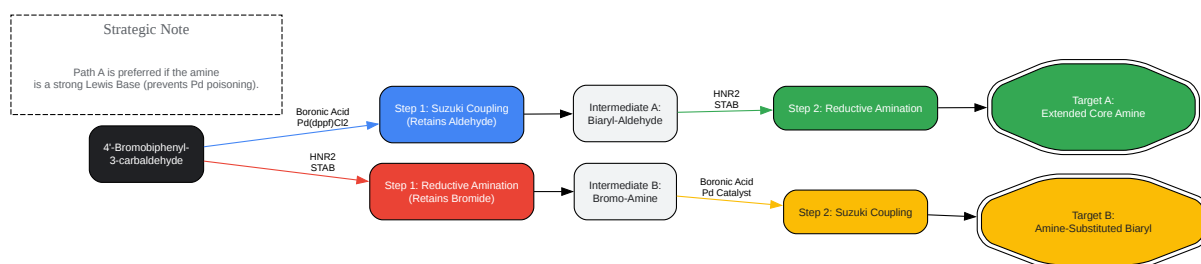 Strategic Note
Path A is preferred if the amine
is a strong Lewis Base (prevents Pd poisoning).
4'-Bromobiphenyl-
3-carbaldehyde
Boronic Acid
Pd(dppf)Cl2
Step 1: Suzuki Coupling
(Retains Aldehyde)
Intermediate A:
Biaryl-Aldehyde
HNR2
STAB
Step 2: Reductive Amination
Target A:
Extended Core Amine
HNR2
STAB
Step 1: Reductive Amination
(Retains Bromide)
Intermediate B:
Bromo-Amine
Boronic Acid
Pd Catalyst
Step 2: Suzuki Coupling
Target B:
Amine-Substituted Biaryl